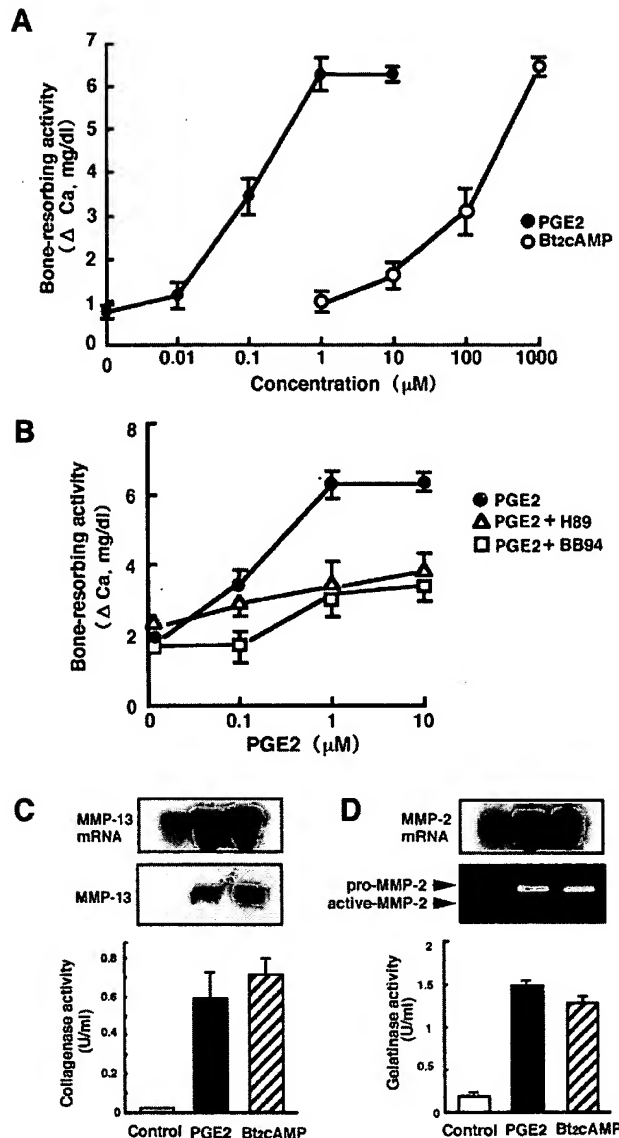 A
Bone-resorbing activity
(Δ Ca, mg/dl)
7
6
5
4
3
2
1
0
0 0.01 0.1 1 10 100 1000
Concentration (μM)
PGE2
Bt2cAMP
B
Bone-resorbing activity
(Δ Ca, mg/dl)
8
6
4
2
0
0 0.1 1 10
PGE2 (μM)
PGE2
PGE2 + H89
PGE2 + BB94
C
MMP-13
mRNA
MMP-13
Collagenase activity
(U/ml)
0.8
0.6
0.4
0.2
0
Control PGE2 Bt2cAMP
D
MMP-2
mRNA
pro-MMP-2
active-MMP-2
Gelatinase activity
(U/ml)
2
1.5
1
0.5
0
Control PGE2 Bt2cAMP